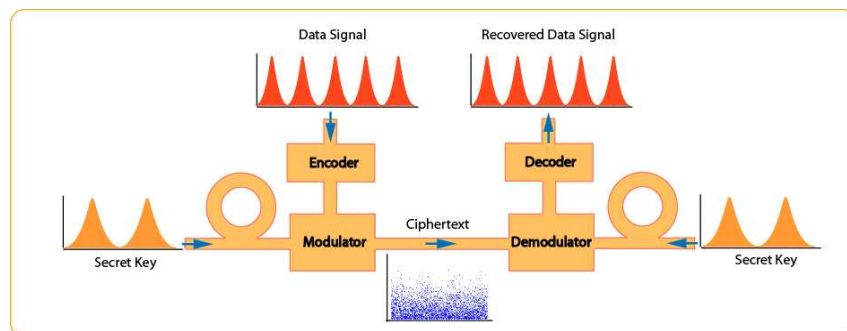 Data Signal
Recovered Data Signal
Encoder
Decoder
Ciphertext
Modulator
Demodulator
Secret Key
Secret Key